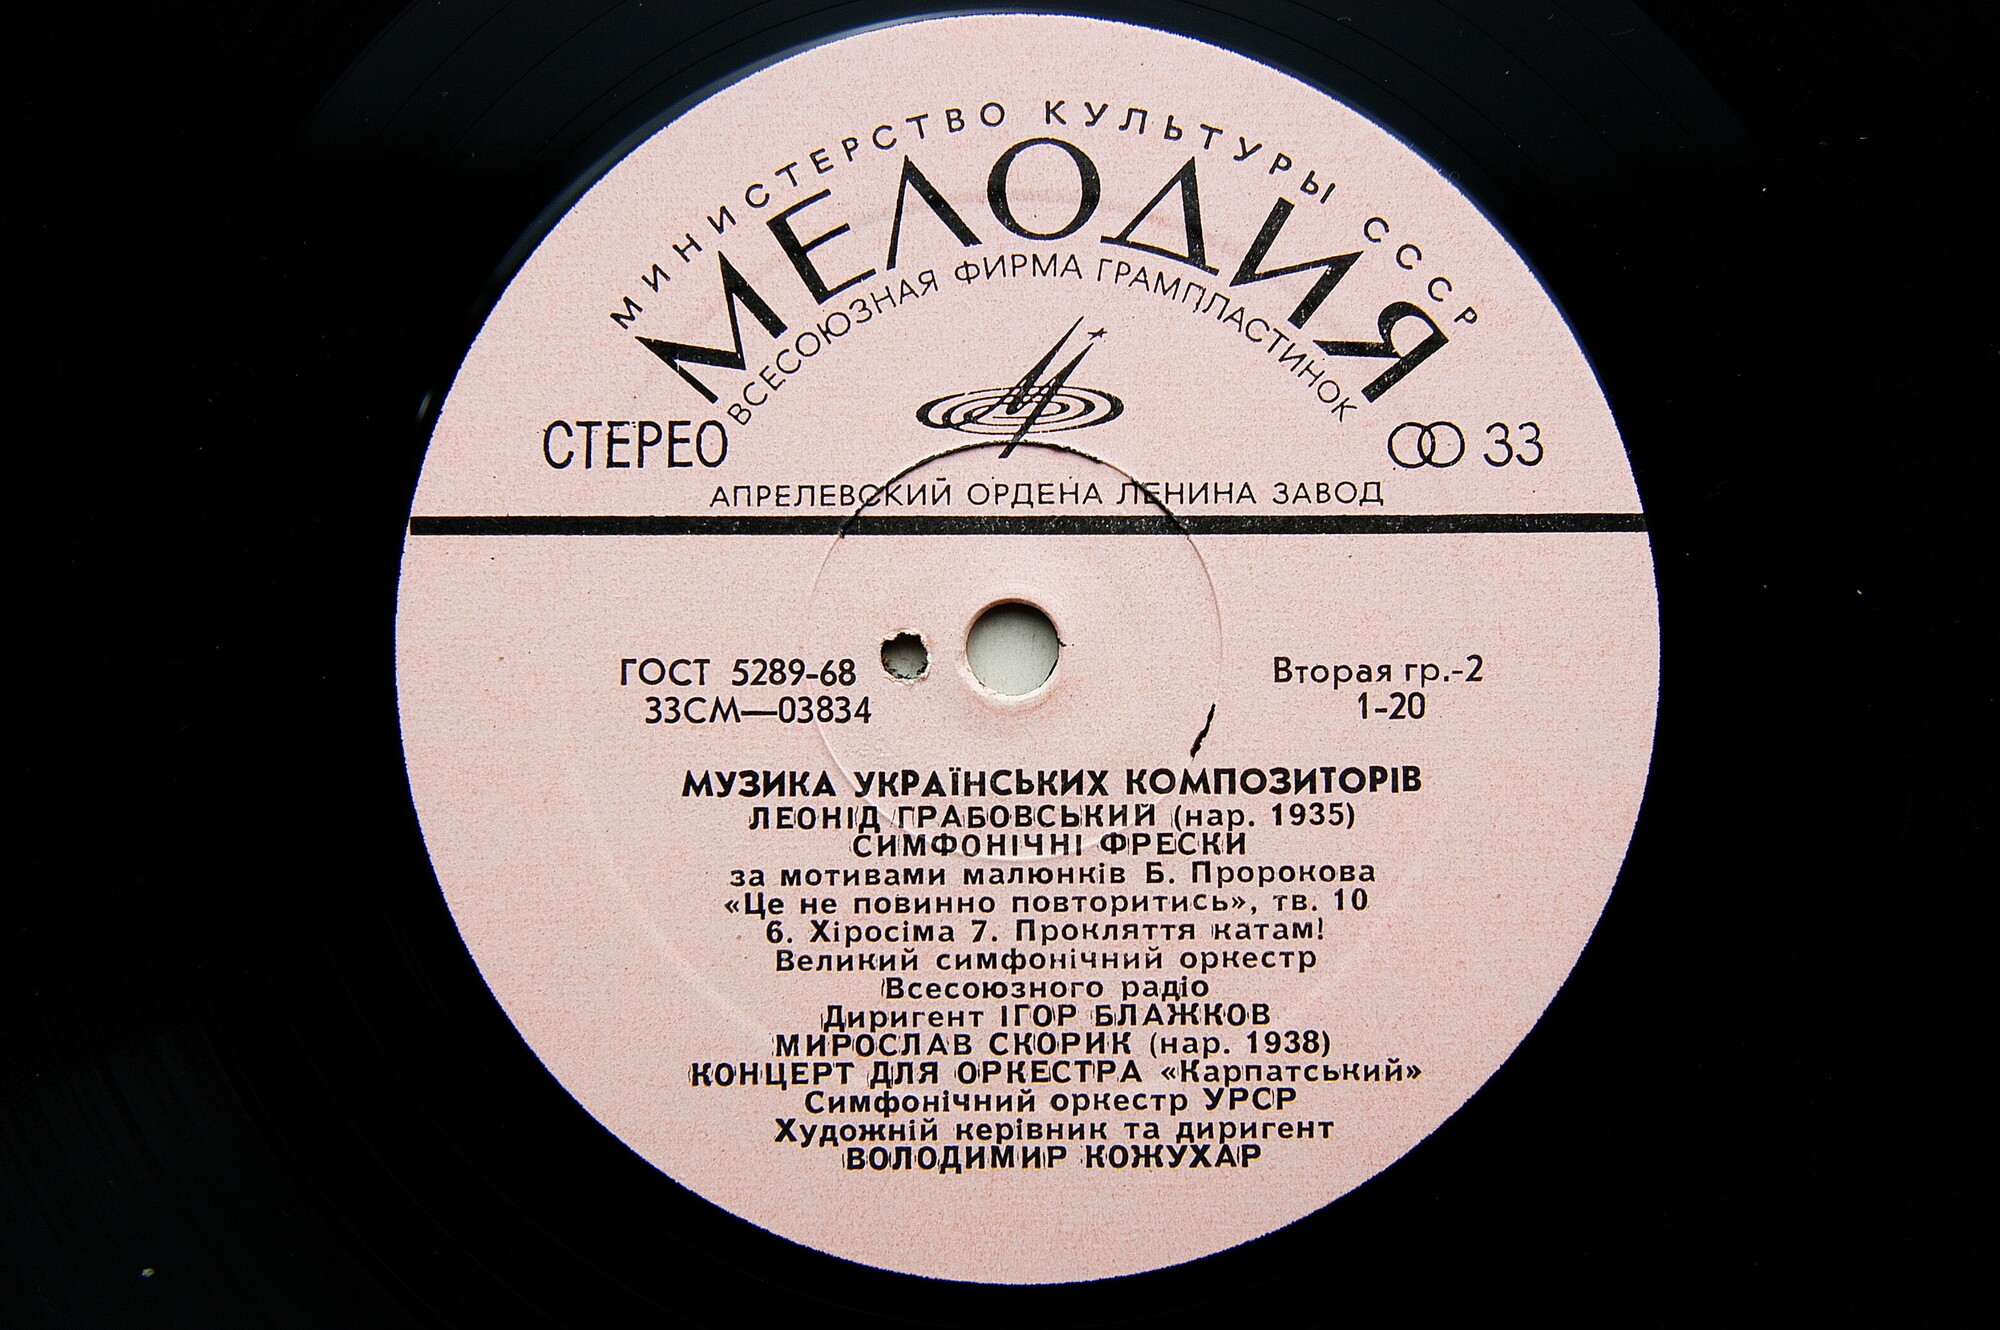 МИНИСТЕРСТВО КУЛЬТУРЫ СССР
МЕЛОДИЯ
ВСЕСОЮЗНАЯ ФИРМА ГРАМПЛАСТИНОК
СТЕРЕО
33
АПРЕЛЕВСКИЙ ОРДЕНА ЛЕНИНА ЗАВОД
ГОСТ 5289-68
33СМ—03834
Вторая гр.-2
1-20
МУЗИКА УКРАЇНСЬКИХ КОМПОЗИТОРІВ
ЛЕОНІД ГРАБОВСЬКИЙ (нар. 1935)
СИМФОНІЧНІ ФРЕСКИ
за мотивами малюнків Б. Пророкова
«Це не повинно повторитись», тв. 10
6. Хіросіма 7. Прокляття катам!
Великий симфонічний оркестр
Всесоюзного радіо
Диригент ІГОР БЛАЖКОВ
МИРОСЛАВ СКОРИК (нар. 1938)
КОНЦЕРТ ДЛЯ ОРКЕСТРА «Карпатський»
Симфонічний оркестр УРСР
Художній керівник та диригент
ВОЛОДИМИР КОЖУХАР